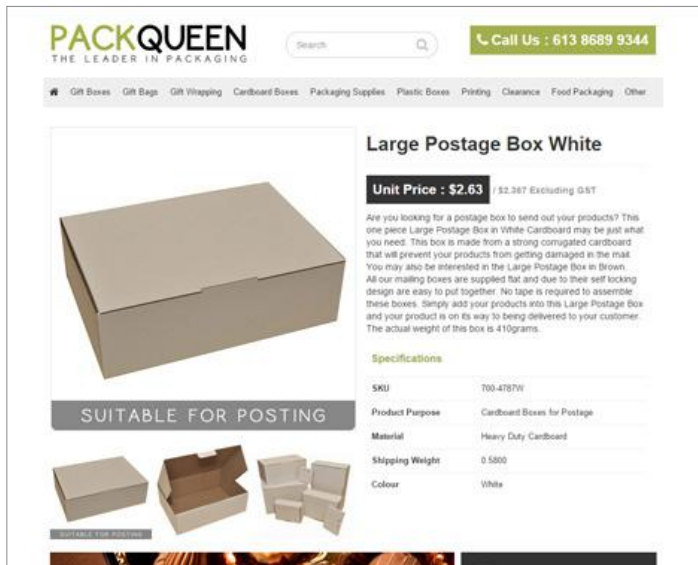 PACKQUEEN
THE LEADER IN PACKAGING
Search
Call Us : 613 8689 9344
Gift Boxes Gift Bags Gift Wrapping Cardboard Boxes Packaging Supplies Plastic Boxes Printing Clearance Food Packaging Other
Large Postage Box White
Unit Price : $2.63 / $2.387 Excluding GST
Are you looking for a postage box to send out your products? This
one piece Large Postage Box in White Cardboard may be just what
you need. This box is made from a strong corrugated cardboard
that will prevent your products from getting damaged in the mail.
You may also be interested in the Large Postage Box in Brown.
All our mailing boxes are supplied flat and due to their self locking
design are easy to put together. No tape is required to assemble
these boxes. Simply add your products into this Large Postage Box
and your product is on its way to being delivered to your customer.
The actual weight of this box is 410grams.
SUITABLE FOR POSTING
Specifications
SKU 700-4787W
Product Purpose Cardboard Boxes for Postage
Material Heavy Duty Cardboard
Shipping Weight 0.5800
Colour White
SUITABLE FOR POSTING